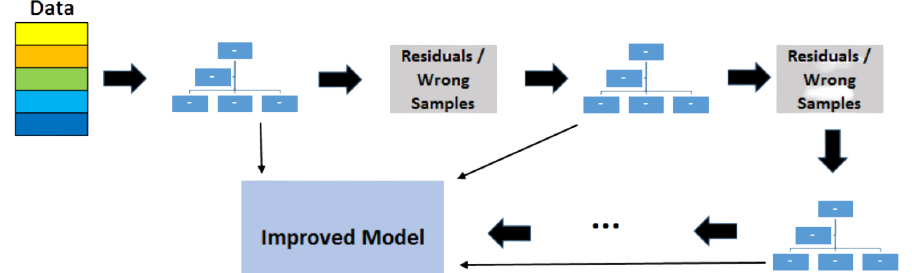 Data
Residuals /
Wrong
Samples
Residuals /
Wrong
Samples
Improved Model
...